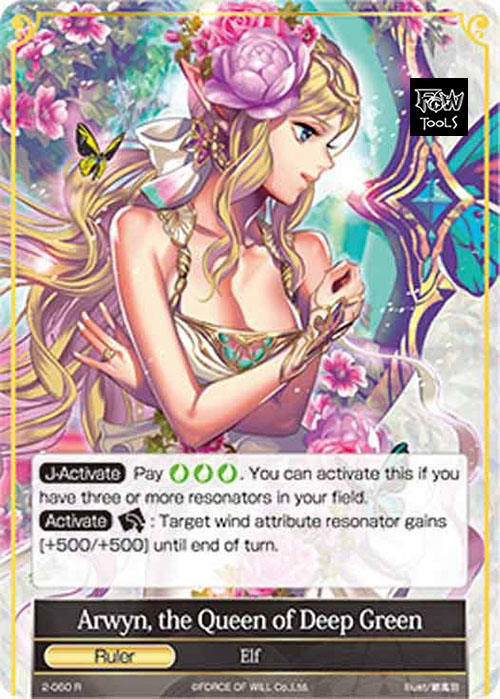 FOW
TOOLS
J-Activate Pay . You can activate this if you
have three or more resonators in your field.
Activate : Target wind attribute resonator gains
[+500/+500] until end of turn.
Arwyn, the Queen of Deep Green
Ruler Elf
2-050 R ©FORCE OF WILL Co.,Ltd. Illust/